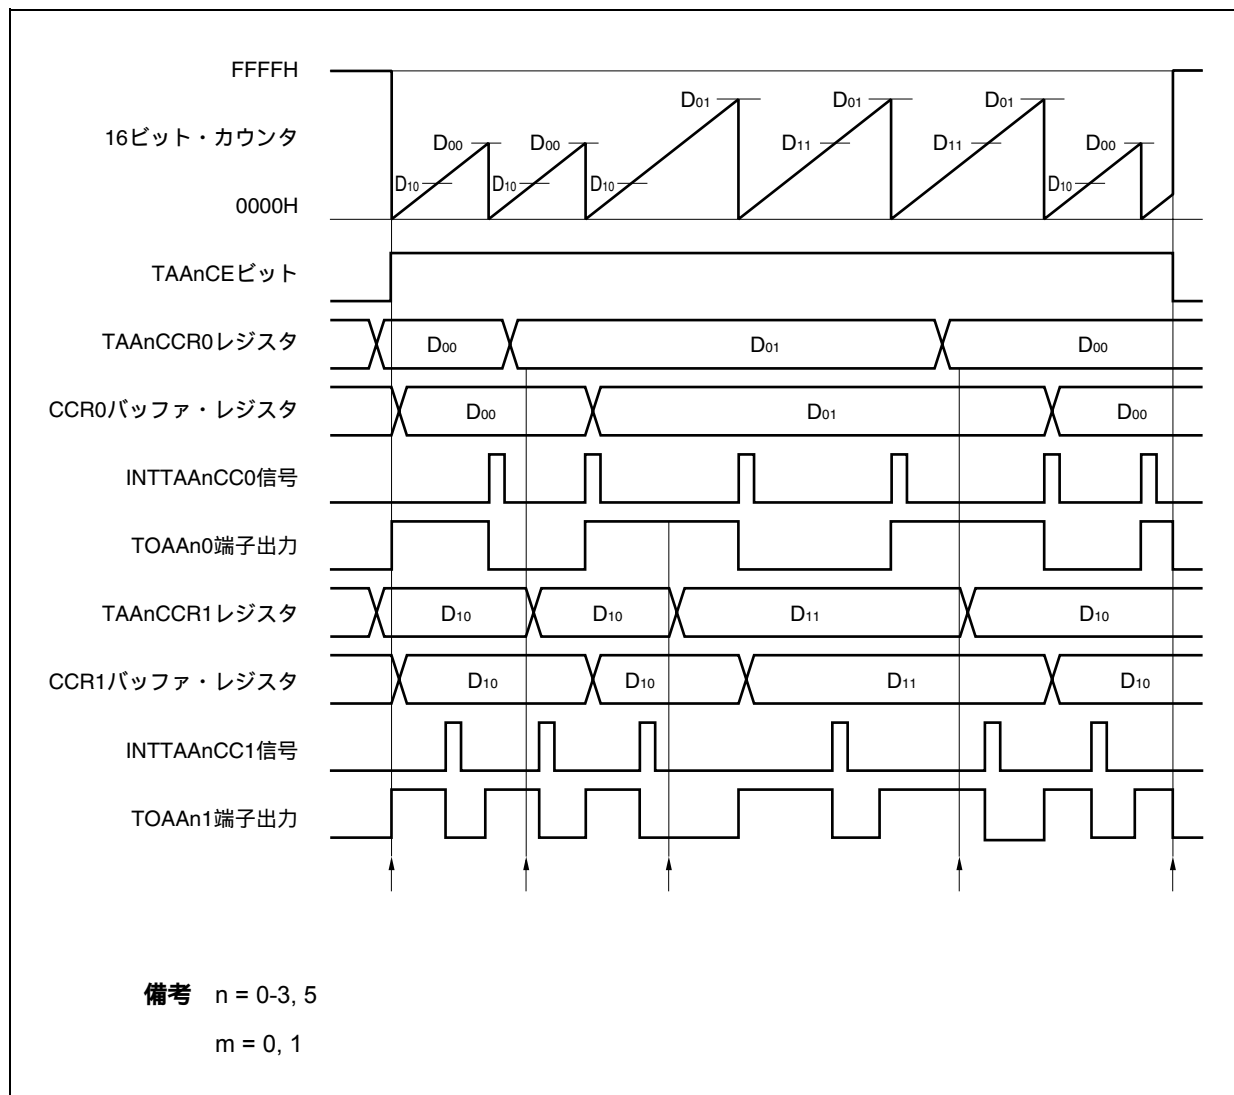 FFFFH
D01 D01 D01
16ビット・カウンタ D00 D00 D11 D11 D00
D10 D10 D10 D10
0000H
TAAnCEビット
TAAnCCR0レジスタ D00 D01 D00
CCR0バッファ・レジスタ D00 D01 D00
INTTAAnCC0信号
TOAAn0端子出力
TAAnCCR1レジスタ D10 D10 D11 D10
CCR1バッファ・レジスタ D10 D10 D11 D10
INTTAAnCC1信号
TOAAn1端子出力
備考 n = 0-3, 5
m = 0, 1